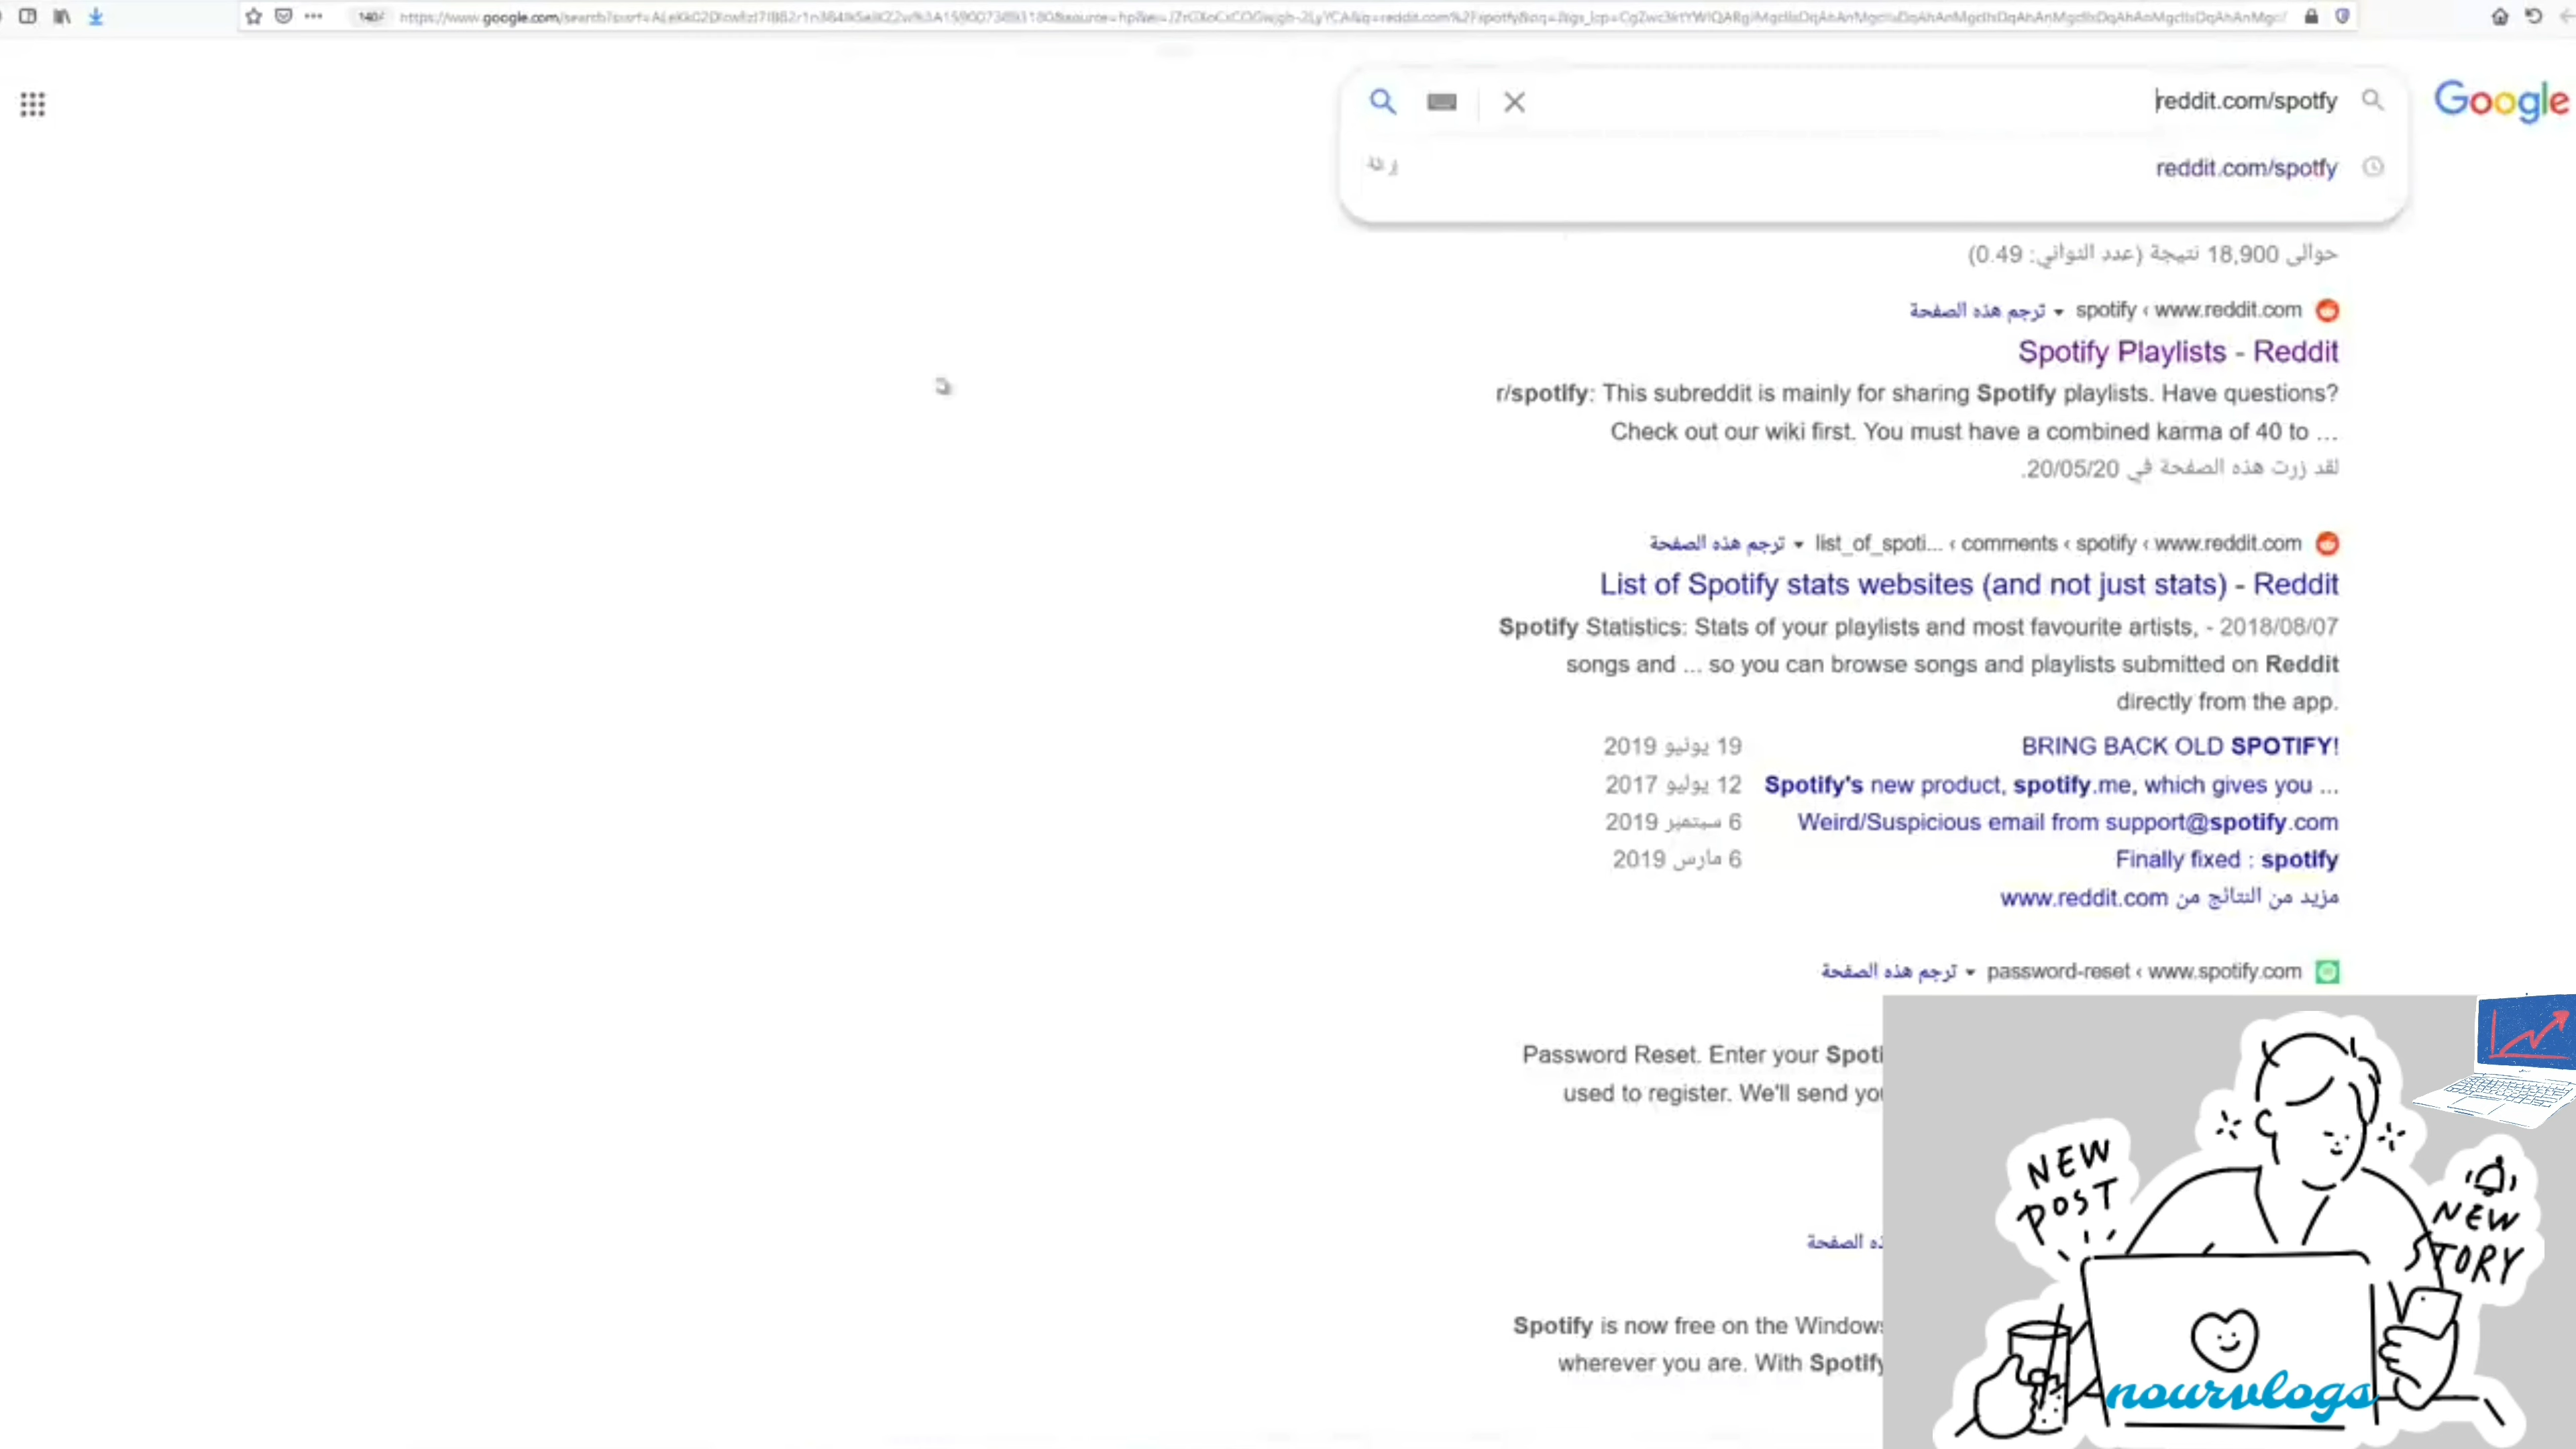 reddit.com/spotfy
Google
reddit.com/spotfy
حوالى 18,900 نتيجة (عدد الثواني: 0.49)
www.reddit.com › spotify ▾ ترجم هذه الصفحة
Spotify Playlists - Reddit
r/spotify: This subreddit is mainly for sharing Spotify playlists. Have questions?
Check out our wiki first. You must have a combined karma of 40 to ...
لقد زرت هذه الصفحة في 20/05/20.
www.reddit.com › spotify › comments › list_of_spoti... ▾ ترجم هذه الصفحة
List of Spotify stats websites (and not just stats) - Reddit
Spotify Statistics: Stats of your playlists and most favourite artists, - 2018/08/07
songs and ... so you can browse songs and playlists submitted on Reddit
directly from the app.
BRING BACK OLD SPOTIFY! 19 يونيو 2019
Spotify's new product, spotify.me, which gives you ... 12 يوليو 2017
Weird/Suspicious email from support@spotify.com 6 سبتمبر 2019
Finally fixed : spotify 6 مارس 2019
مزيد من النتائج من www.reddit.com
www.spotify.com › password-reset ▾ ترجم هذه الصفحة
Password Reset. Enter your Spoti
used to register. We'll send you
ذه الصفحة
Spotify is now free on the Windows
wherever you are. With Spotify
NEW
POST
NEW
STORY
nourvlogs